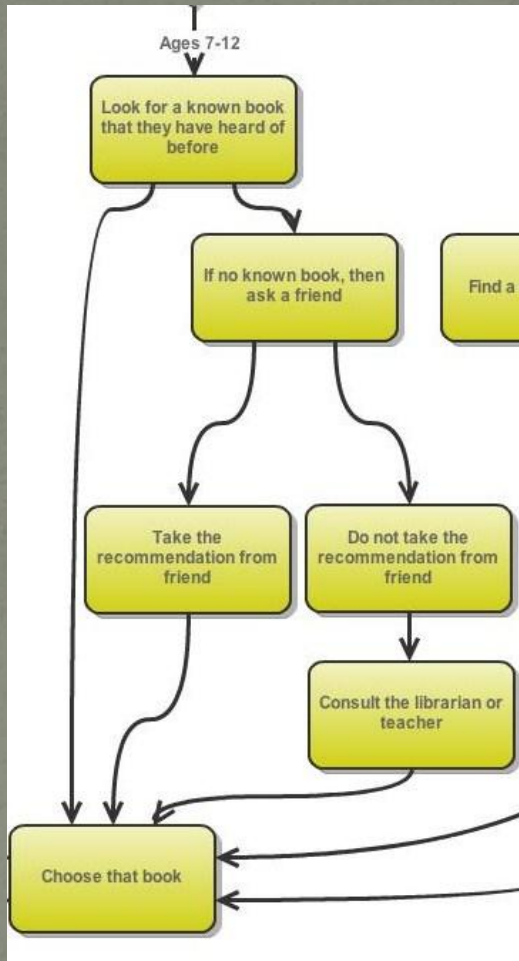 Ages 7-12
Look for a known book
that they have heard of
before
If no known book, then
ask a friend
Find a
Take the
recommendation from
friend
Do not take the
recommendation from
friend
Consult the librarian or
teacher
Choose that book